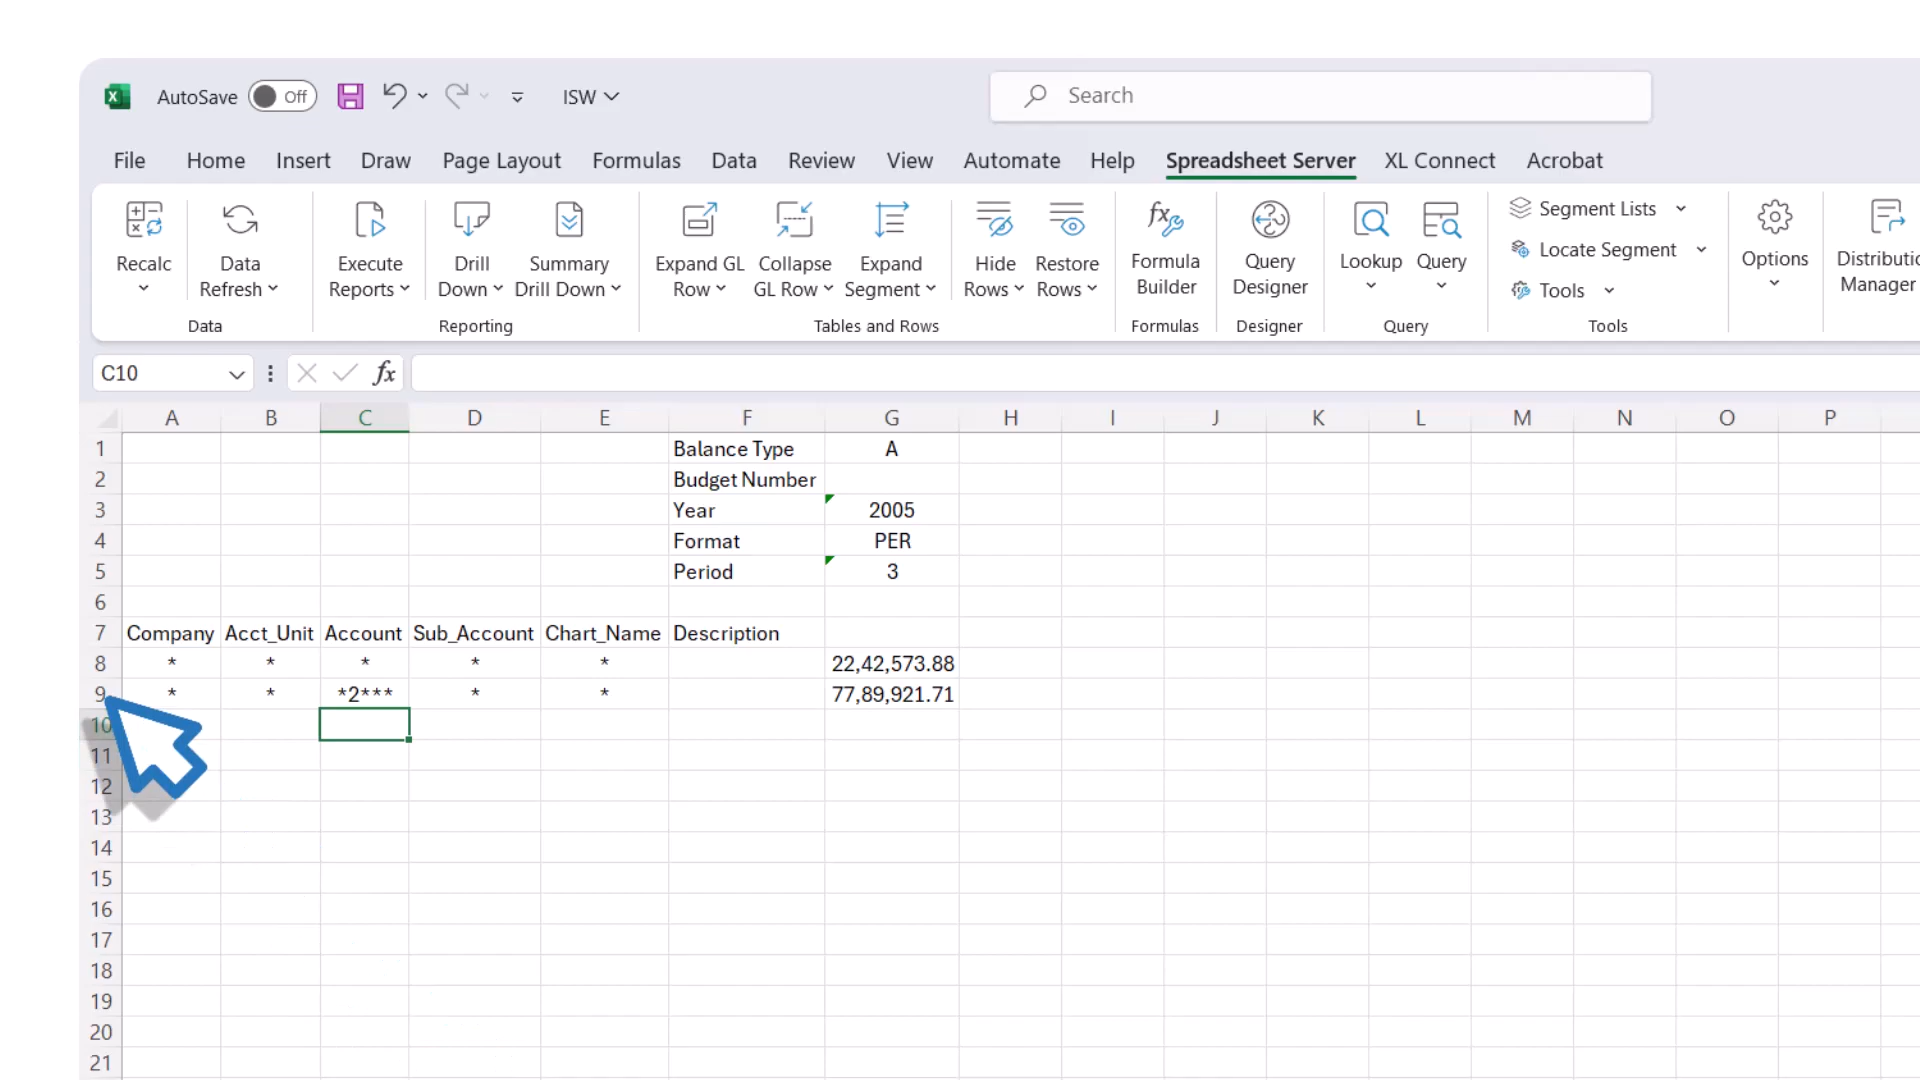 AutoSave Off ISW Search
File Home Insert Draw Page Layout Formulas Data Review View Automate Help Spreadsheet Server XL Connect Acrobat
Recalc
Data
Refresh
Execute
Reports
Drill
Down
Summary
Drill Down
Expand GL
Row
Collapse
GL Row
Expand
Segment
Hide
Rows
Restore
Rows
Formula
Builder
Query
Designer
Lookup
Query
Segment Lists
Locate Segment
Tools
Options
Distributio
Manager
Data Reporting Tables and Rows Formulas Designer Query Tools
C10 fx
A B C D E F G H I J K L M N O P
1 Balance Type A
2 Budget Number
3 Year 2005
4 Format PER
5 Period 3
6
7 Company Acct_Unit Account Sub_Account Chart_Name Description
8 * * * * * 22,42,573.88
9 * * *2*** * * 77,89,921.71
10
11
12
13
14
15
16
17
18
19
20
21